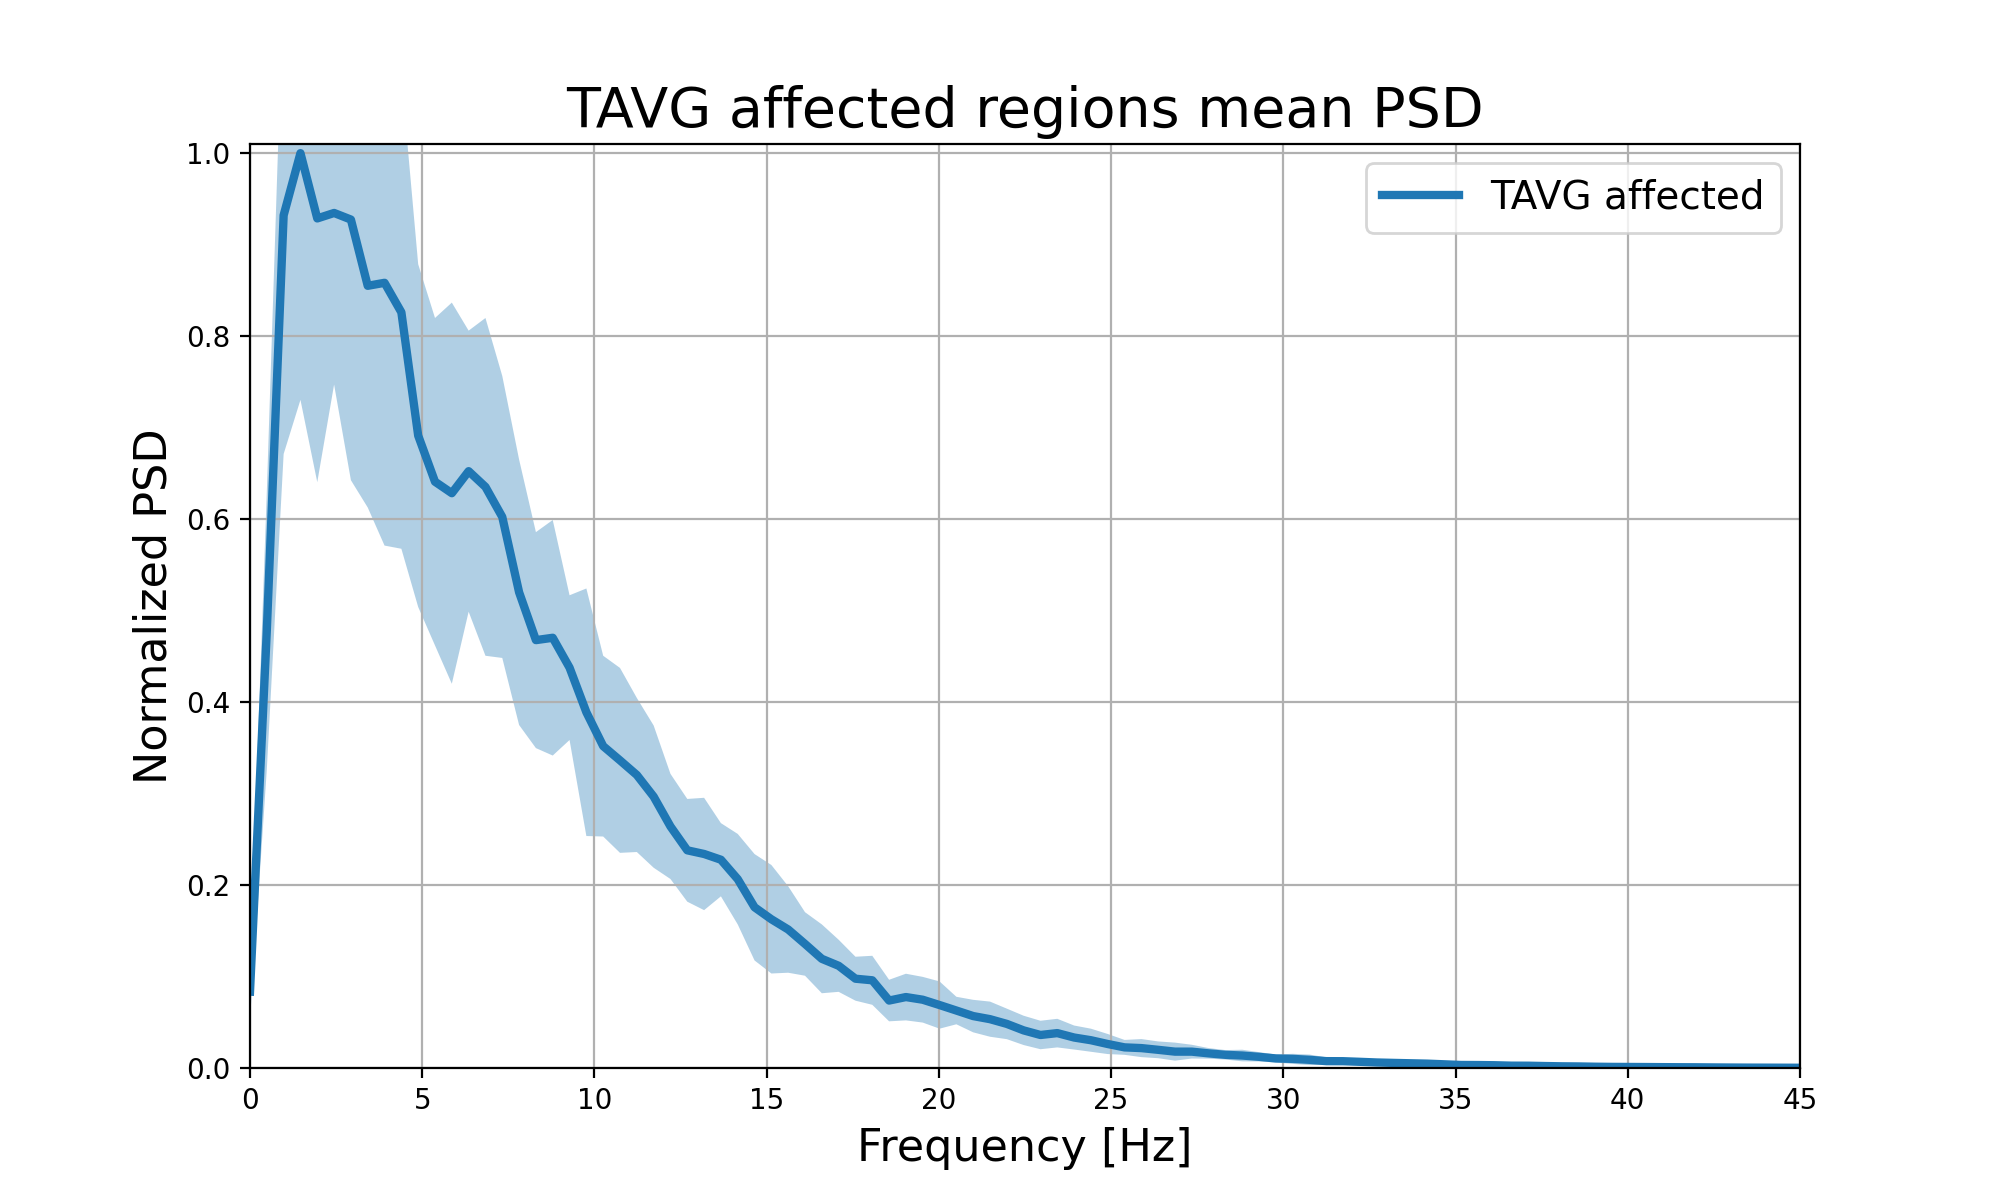 TAVG affected regions mean PSD
TAVG affected
Normalized PSD
1.0
0.8
0.6
0.4
0.2
0.0
0 5 10 15 20 25 30 35 40 45
Frequency [Hz]